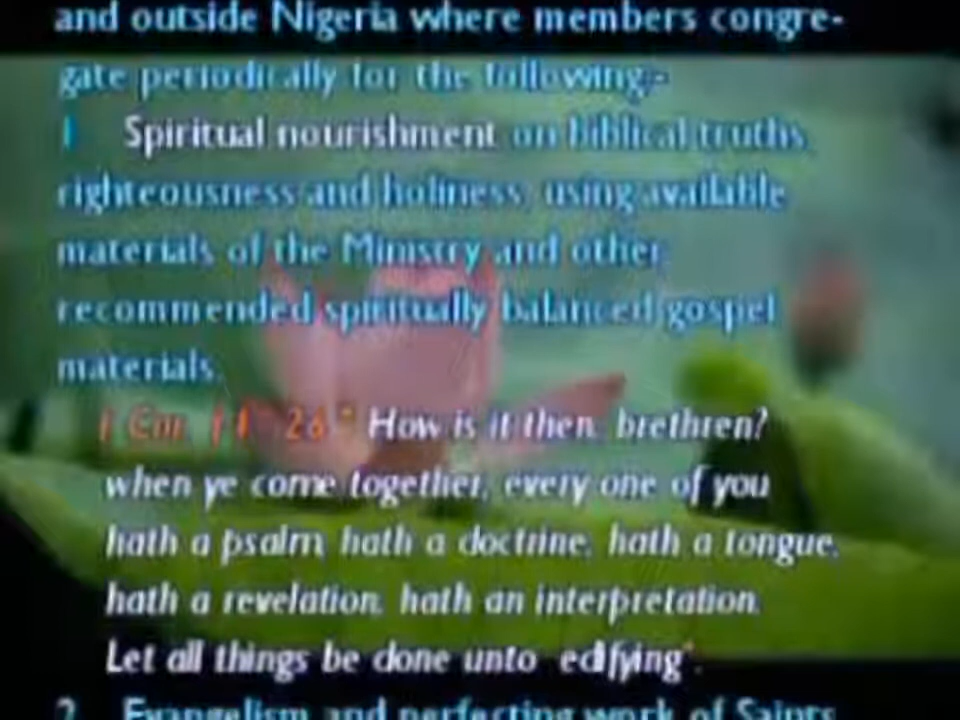 and outside Nigeria where members congre-
gate periodically for the following:-
1 Spiritual nourishment on biblical truths,
righteousness and holiness, using available
materials of the Ministry and other
recommended spiritually balanced gospel
materials.
1 Cor. 14: 26 " How is it then, brethren?
when ye come together, every one of you
hath a psalm, hath a doctrine, hath a tongue,
hath a revelation, hath an interpretation.
Let all things be done unto edifying".
2 Evangelism and perfecting work of Saints